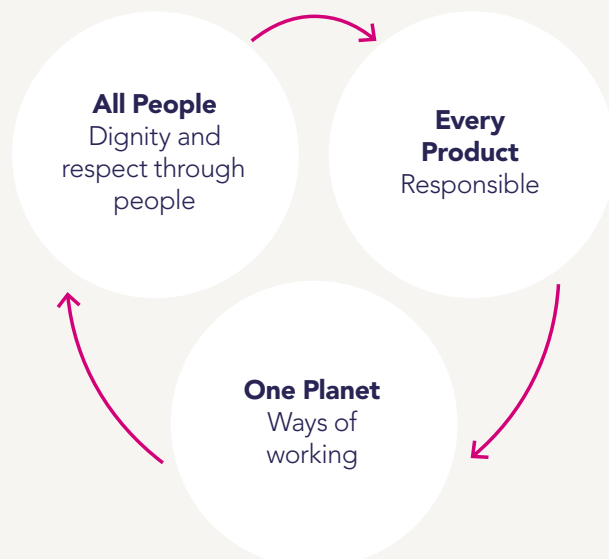 All People
Dignity and
respect through
people
Every
Product
Responsible
One Planet
Ways of
working